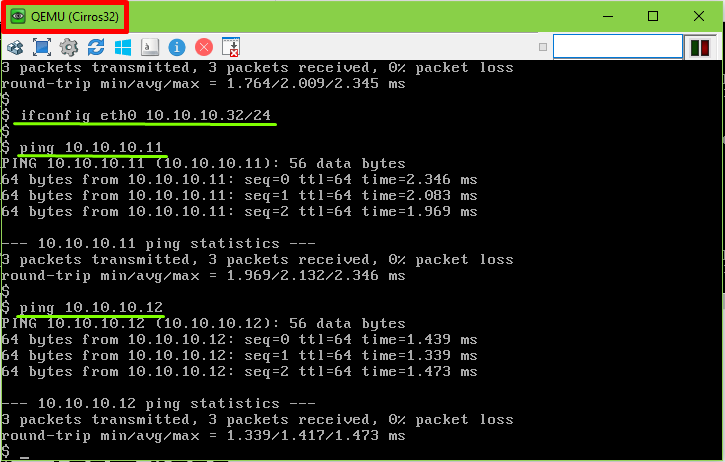 QEMU (Cirros32)
3 packets transmitted, 3 packets received, 0% packet loss
round-trip min/avg/max = 1.764/2.009/2.345 ms
$
$ ifconfig eth0 10.10.10.32/24
$
$ ping 10.10.10.11
PING 10.10.10.11 (10.10.10.11): 56 data bytes
64 bytes from 10.10.10.11: seq=0 ttl=64 time=2.346 ms
64 bytes from 10.10.10.11: seq=1 ttl=64 time=2.083 ms
64 bytes from 10.10.10.11: seq=2 ttl=64 time=1.969 ms
--- 10.10.10.11 ping statistics ---
3 packets transmitted, 3 packets received, 0% packet loss
round-trip min/avg/max = 1.969/2.132/2.346 ms
$
$ ping 10.10.10.12
PING 10.10.10.12 (10.10.10.12): 56 data bytes
64 bytes from 10.10.10.12: seq=0 ttl=64 time=1.439 ms
64 bytes from 10.10.10.12: seq=1 ttl=64 time=1.339 ms
64 bytes from 10.10.10.12: seq=2 ttl=64 time=1.473 ms
--- 10.10.10.12 ping statistics ---
3 packets transmitted, 3 packets received, 0% packet loss
round-trip min/avg/max = 1.339/1.417/1.473 ms
$ _